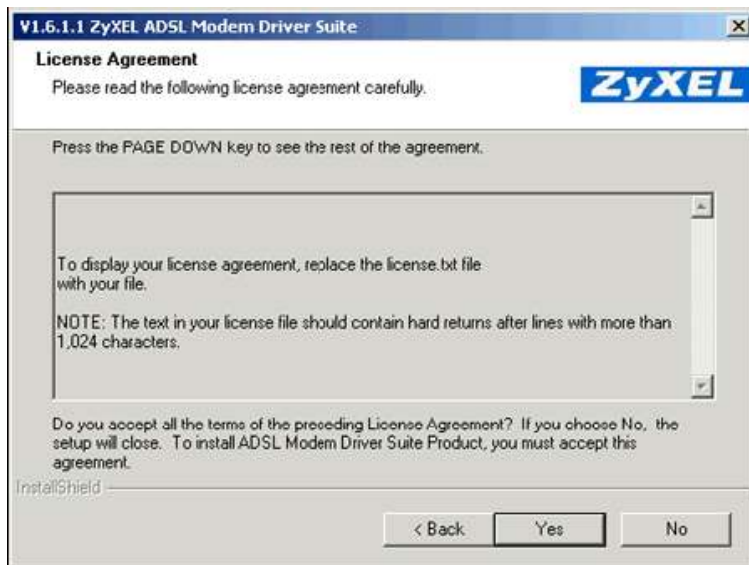 V1.6.1.1 ZyXEL ADSL Modem Driver Suite
License Agreement
Please read the following license agreement carefully.
ZyXEL
Press the PAGE DOWN key to see the rest of the agreement.
To display your license agreement, replace the license.txt file
with your file.
NOTE: The text in your license file should contain hard returns after lines with more than
1,024 characters.
Do you accept all the terms of the preceding License Agreement? If you choose No, the
setup will close. To install ADSL Modem Driver Suite Product, you must accept this
agreement.
InstallShield
< Back
Yes
No